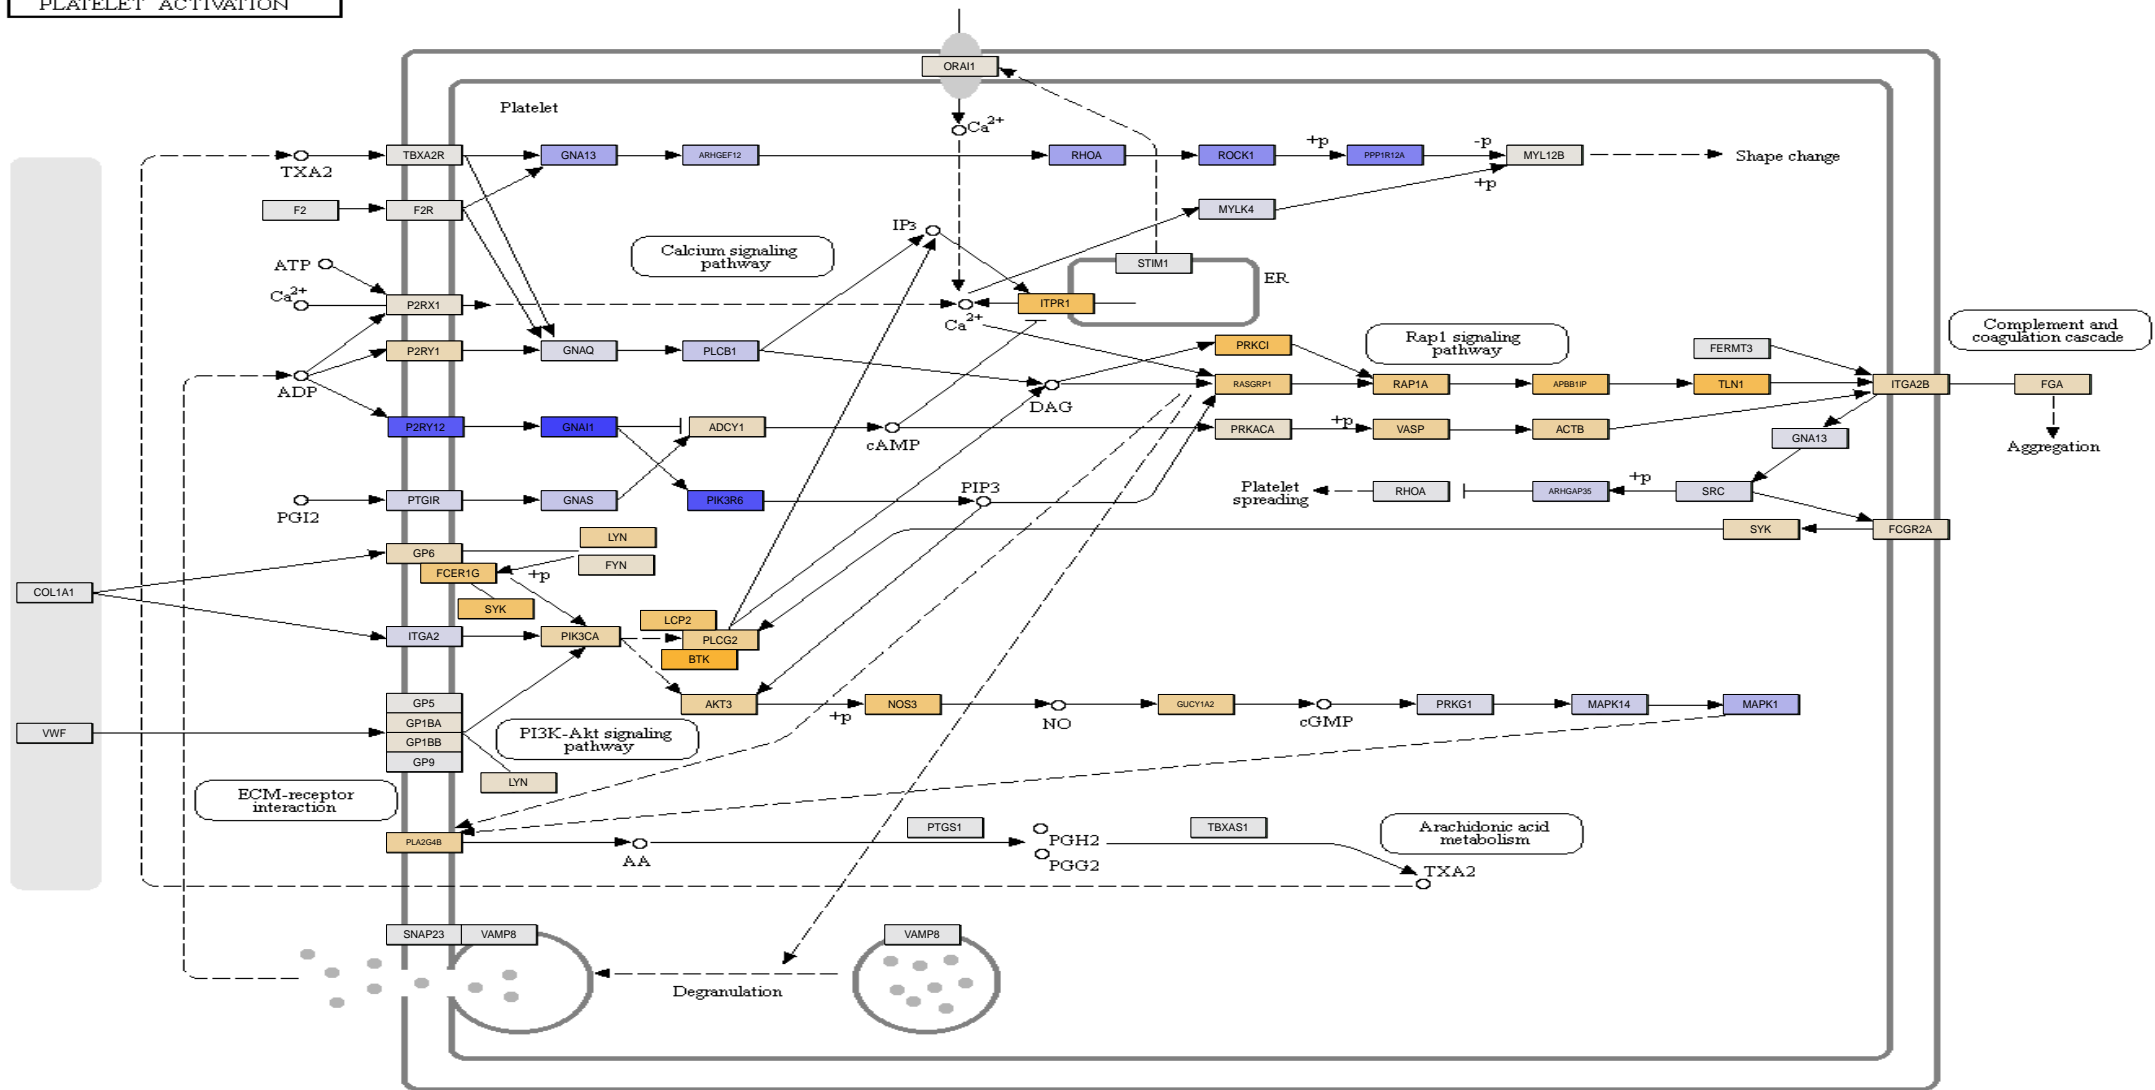 PLATELET ACTIVATION
ORAI1
Platelet
Ca2+
TXA2
TBXA2R
GNA13
ARHGEF12
RHOA
ROCK1
+p
PPP1R12A
-p
MYL12B
Shape change
+p
F2
F2R
MYLK4
IP3
Calcium signaling
pathway
STIM1
ER
ATP
Ca2+
P2RX1
Ca2+
ITPR1
Complement and
coagulation cascade
Rap1 signaling
pathway
P2RY1
GNAQ
PLCB1
PRKCI
FERMT3
ADP
DAG
RASGRP1
RAP1A
APBB1IP
TLN1
ITGA2B
FGA
P2RY12
GNAI1
ADCY1
cAMP
PRKACA
+p
VASP
ACTB
GNA13
Aggregation
PGI2
PTGIR
GNAS
PIK3R6
PIP3
Platelet
spreading
RHOA
ARHGAP35
+p
SRC
SYK
FCGR2A
LYN
GP6
FYN
FCER1G
+p
SYK
COL1A1
ITGA2
PIK3CA
LCP2
PLCG2
BTK
GP5
GP1BA
GP1BB
GP9
VWF
AKT3
+p
NOS3
NO
GUCY1A2
cGMP
PRKG1
MAPK14
MAPK1
PI3K-Akt signaling
pathway
LYN
ECM-receptor
interaction
PLA2G4B
AA
PTGS1
PGH2
PGG2
TBXAS1
Arachidonic acid
metabolism
TXA2
SNAP23
VAMP8
VAMP8
Degranulation